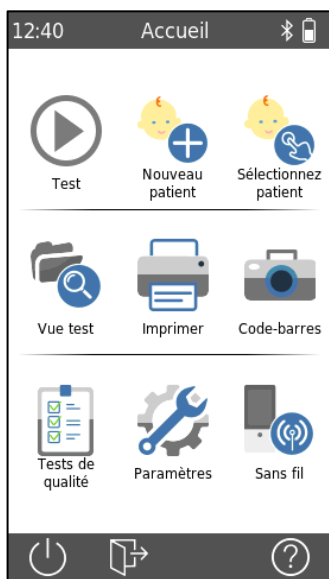 12:40 Accueil
Test
Nouveau
patient
Sélectionnez
patient
Vue test
Imprimer
Code-barres
Tests de
qualité
Paramètres
Sans fil
?